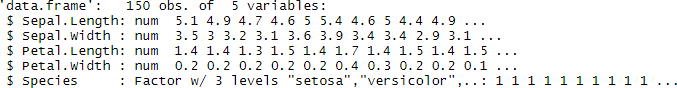 'data.frame':   150 obs. of  5 variables:
 $ Sepal.Length: num  5.1 4.9 4.7 4.6 5 5.4 4.6 5 4.4 4.9 ...
 $ Sepal.Width : num  3.5 3 3.2 3.1 3.6 3.9 3.4 3.4 2.9 3.1 ...
 $ Petal.Length: num  1.4 1.4 1.3 1.5 1.4 1.7 1.4 1.5 1.4 1.5 ...
 $ Petal.Width : num  0.2 0.2 0.2 0.2 0.2 0.4 0.3 0.2 0.2 0.1 ...
 $ Species     : Factor w/ 3 levels "setosa","versicolor",..: 1 1 1 1 1 1 1 1 1 1 ...